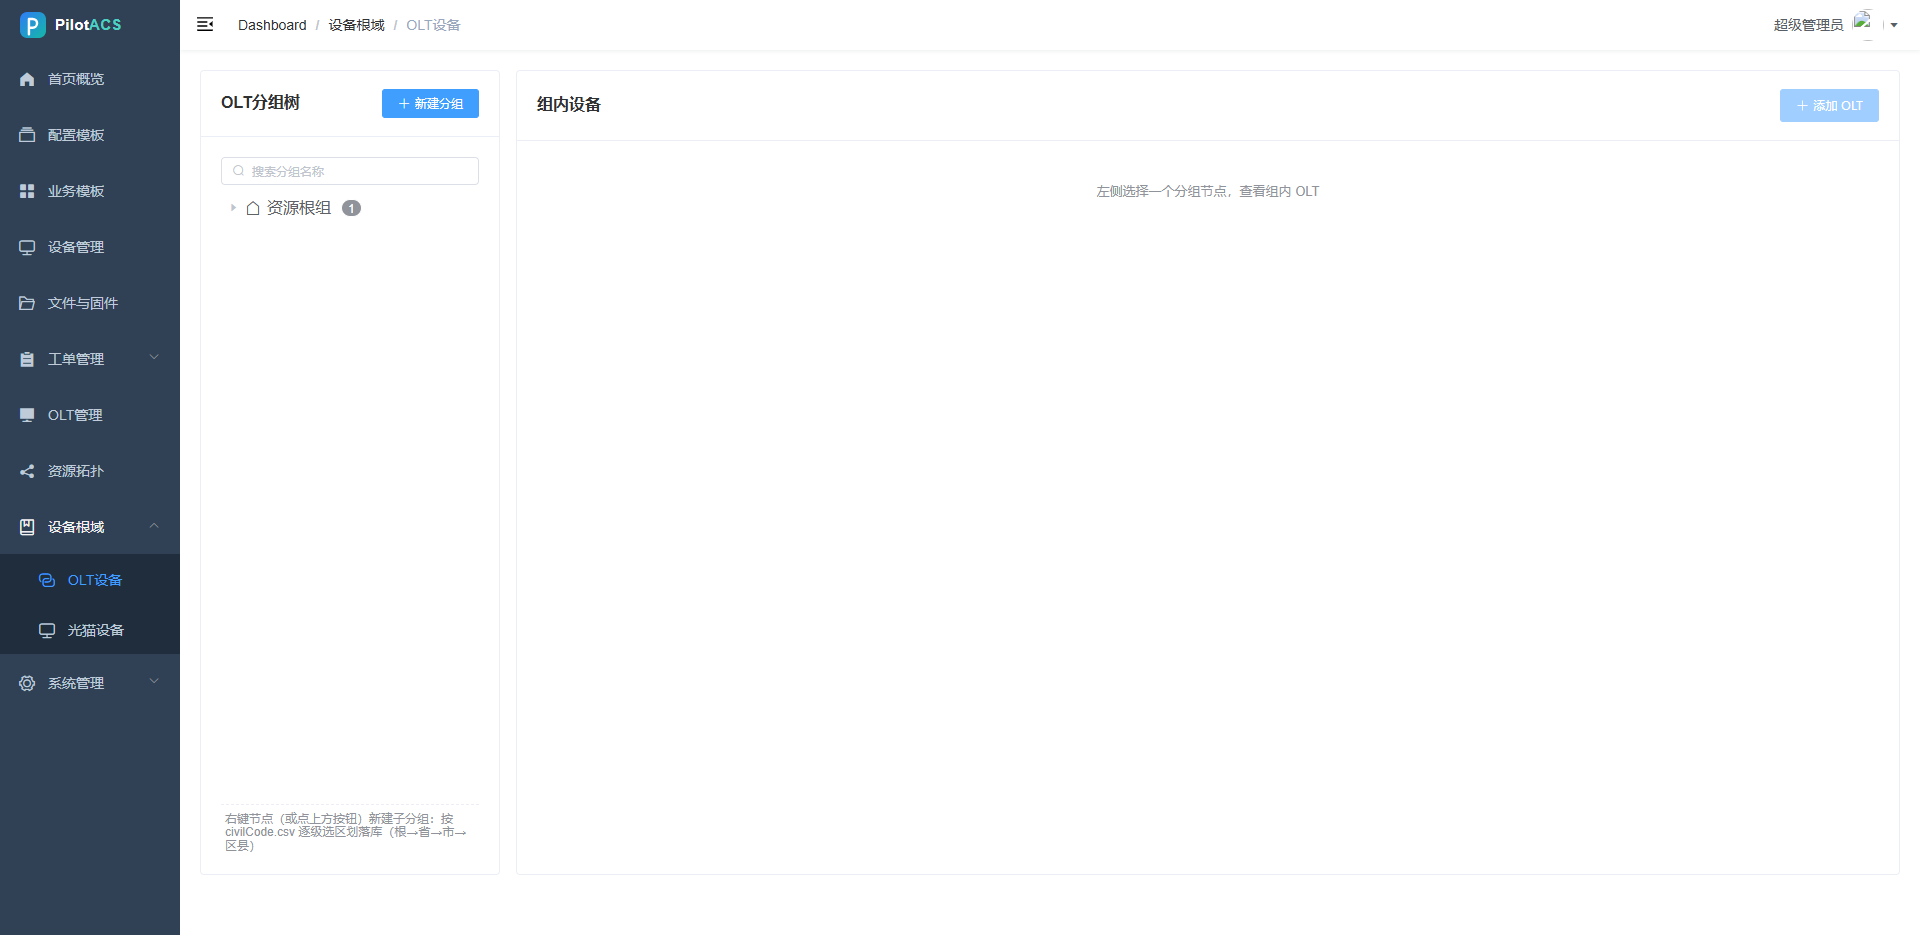 PilotACS
首页概览
配置模板
业务模板
设备管理
文件与固件
工单管理
OLT管理
资源拓扑
设备根域
OLT设备
光猫设备
系统管理
Dashboard / 设备根域 / OLT设备
超级管理员
OLT分组树
新建分组
搜索分组名称
资源根组 1
右键节点（或点上方按钮）新建子分组：按
civilCode.csv 逐级选区划落库（根→省→市→
区县）
组内设备
添加 OLT
左侧选择一个分组节点，查看组内 OLT